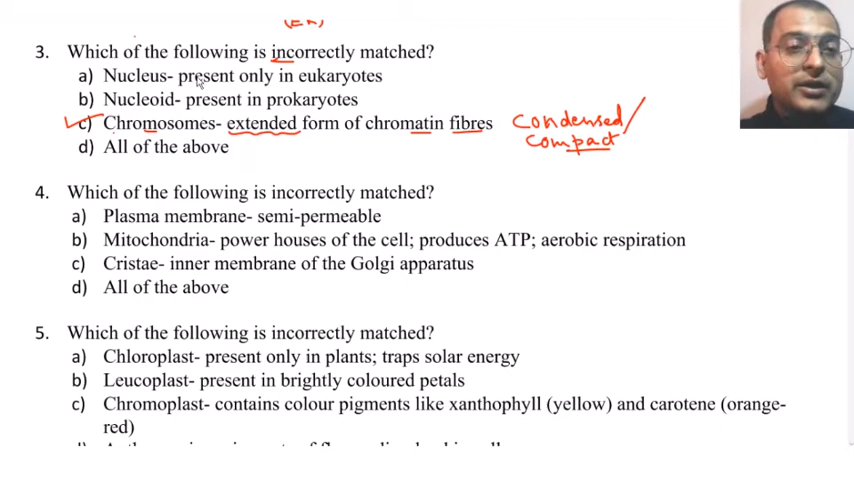 3. Which of the following is incorrectly matched?
a) Nucleus- present only in eukaryotes
b) Nucleoid- present in prokaryotes
c) Chromosomes- extended form of chromatin fibres condensed/
compact
d) All of the above
4. Which of the following is incorrectly matched?
a) Plasma membrane- semi-permeable
b) Mitochondria- power houses of the cell; produces ATP; aerobic respiration
c) Cristae- inner membrane of the Golgi apparatus
d) All of the above
5. Which of the following is incorrectly matched?
a) Chloroplast- present only in plants; traps solar energy
b) Leucoplast- present in brightly coloured petals
c) Chromoplast- contains colour pigments like xanthophyll (yellow) and carotene (orange-
red)